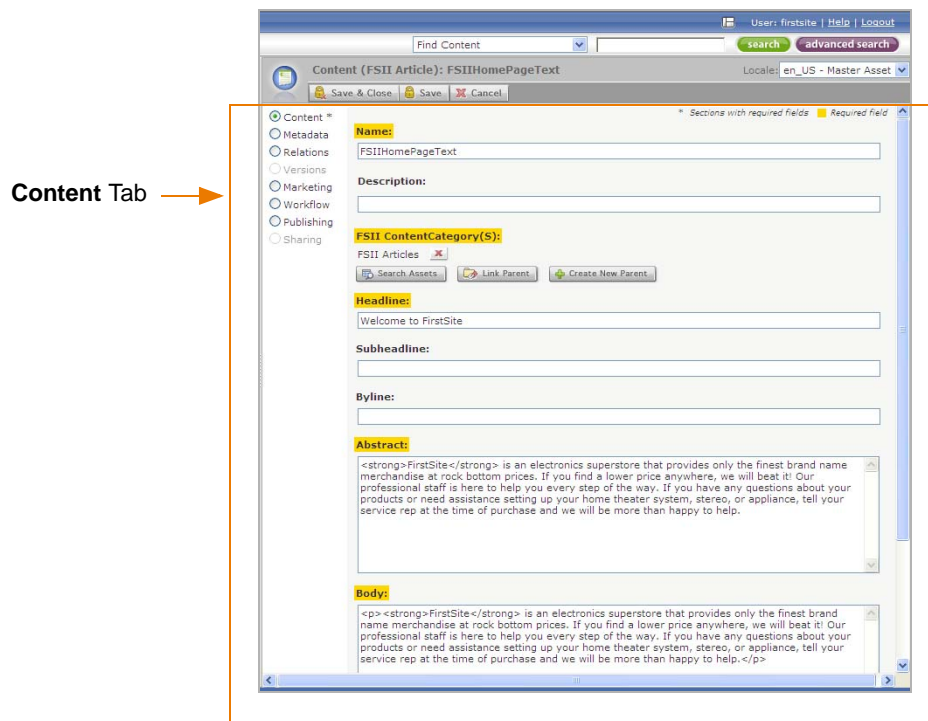 User: firstsite | Help | Logout
Find Content
search
advanced search
Content (FSII Article): FSIIHomePageText
Locale: en_US - Master Asset
Save & Close
Save
Cancel
* Sections with required fields
Required field
Content *
Metadata
Relations
Versions
Marketing
Workflow
Publishing
Sharing
Content Tab
Name:
FSIIHomePageText
Description:
FSII ContentCategory(S):
FSII Articles
Search Assets
Link Parent
Create New Parent
Headline:
Welcome to FirstSite
Subheadline:
Byline:
Abstract:
<strong>FirstSite</strong> is an electronics superstore that provides only the finest brand name
merchandise at rock bottom prices. If you find a lower price anywhere, we will beat it! Our
professional staff is here to help you every step of the way. If you have any questions about your
products or need assistance setting up your home theater system, stereo, or appliance, tell your
service rep at the time of purchase and we will be more than happy to help.
Body:
<p><strong>FirstSite</strong> is an electronics superstore that provides only the finest brand
name merchandise at rock bottom prices. If you find a lower price anywhere, we will beat it! Our
professional staff is here to help you every step of the way. If you have any questions about your
products or need assistance setting up your home theater system, stereo, or appliance, tell your
service rep at the time of purchase and we will be more than happy to help.</p>